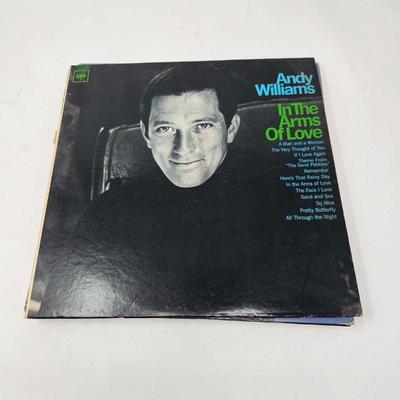 Andy
Williams
In The
Arms
Of Love
A Man and a Woman
The Very Thought of You
If I Love Again
Theme From
"The Sand Pebbles"
Remember
Here's That Rainy Day
In the Arms of Love
The Face I Love
Sand and Sea
So Nice
Pretty Butterfly
All Through the Night